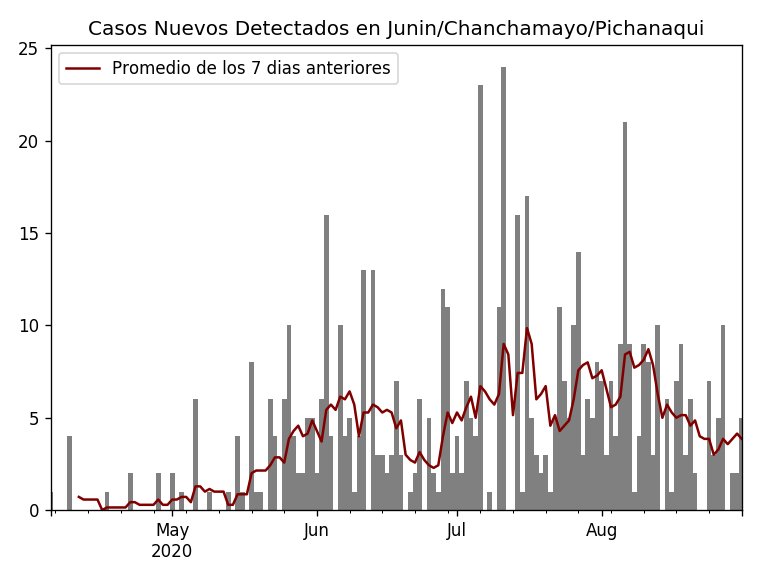 Casos Nuevos Detectados en Junin/Chanchamayo/Pichanaqui
Promedio de los 7 dias anteriores
25
20
15
10
5
0
May
2020
Jun
Jul
Aug